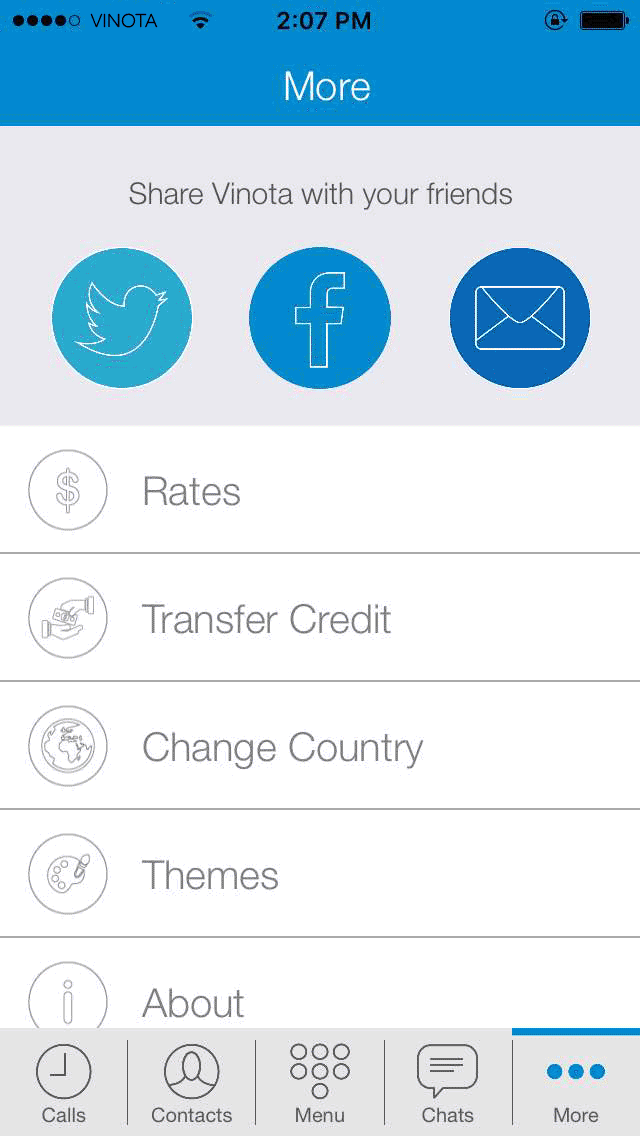 VINOTA 2:07 PM
More
Share Vinota with your friends
Rates
Transfer Credit
Change Country
Themes
About
Calls Contacts Menu Chats More